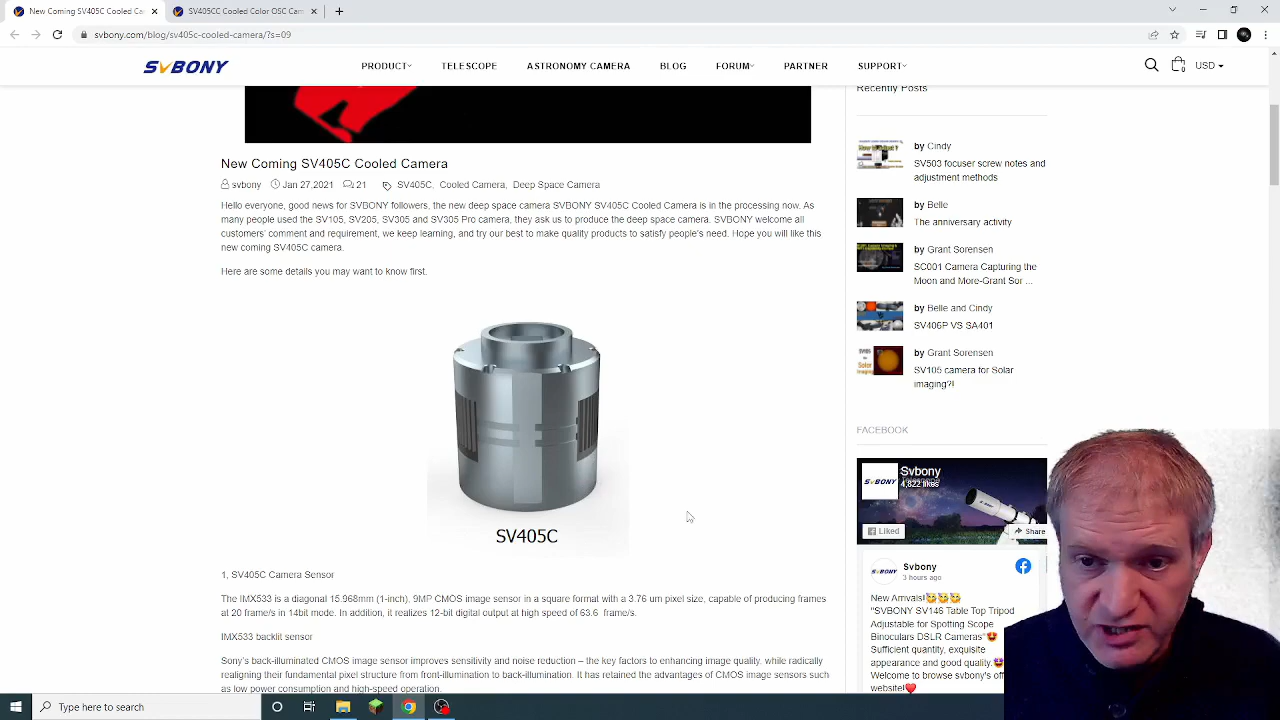 New Coming SV405C Cooled Ca
SV405CC Cooled Color OSC Cam
svbony.com/blog/sv405c-cooled-camera/?s=09
SVBONY
PRODUCT
TELESCOPE
ASTRONOMY CAMERA
BLOG
FORUM
PARTNER
SUPPORT
0
USD
Recently Posts
New Coming SV405C Cooled Camera
svbony Jan 27,2021 21 SV405C, Cooled Camera, Deep Space Camera
Hello everyone, good news for SVBONY followers, the new deep space camera SVBONY SV405C Cooled Camera is in the processing now. As
many people used the SV105, SV205, SV305 and SV305 Pro camera, they ask us to produce the deep space camera. SVBONY welcome all
customers' comment and requirement, we keep learning, and try our best to make quality products to satisfy people's need. Hope you will like this
new coming SV405C camera.
Here are some details you may want to know first.
SV405C
1, SV405C Camera Sensor
The IMX533 is a diagonal 15.968mm (1-inch), 9MP CMOS image sensor in a square format with a 3.76 um pixel size, capable of producing frames
at 20 frame/s in 14bit mode. In addition, it realizes 12-bit digital output at high speed of 63.6 frame/s.
IMX533 backlit sensor
Sony's back-illuminated CMOS image sensor improves sensitivity and noise reduction – the key factors to enhancing image quality, while radically
realigning their fundamental pixel structure from front-illumination to back-illumination. It has retained the advantages of CMOS image sensors such
as low power consumption and high-speed operation.
by Cindy
SV503 focuser screw notes and
adjustment methods
by Belle
The anniversary activity
by Grant Sorensen
SC001 Camera Capturing the
Moon and More-Grant Sor ...
by Belle and Cindy
SV406P VS SA401
by Grant Sorensen
SV105 camera for Solar
imaging?!
FACEBOOK
SVBONY
Svbony
4,822 likes
Liked
Share
SVBONY
Svbony
3 hours ago
New Arrivals!
"SVBONY SV146 Table Top Tripod
Adjustable for Spotting Scope
Binoculars DSLR Cameras"
Sufficient quantity, exquisite
appearance and good quality.
Welcome to browse svbony's offi
website!
Type here to search